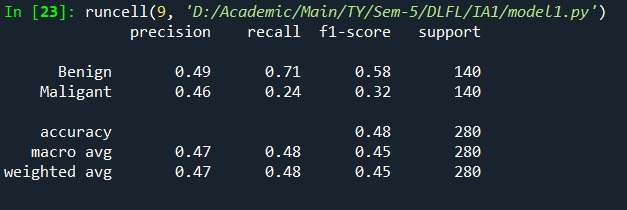 In [23]: runcell(9, 'D:/Academic/Main/TY/Sem-5/DLFL/IA1/model1.py')
precision recall f1-score support
Benign 0.49 0.71 0.58 140
Maligant 0.46 0.24 0.32 140
accuracy 0.48 280
macro avg 0.47 0.48 0.45 280
weighted avg 0.47 0.48 0.45 280